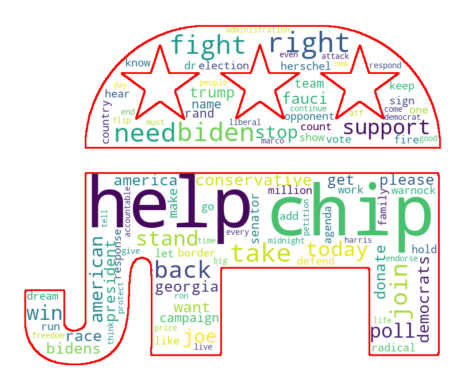 administration
fight right
even attack
know dr election herschel new respond
day people team keep
hear trump fauci
country name continue sign
rand opponent come one
end atf democrat
flip must liberal count support
need biden stop show vote fire good
marco
america conservative get please
help chip
work warnock
accountable make million
tell go senator add petition agenda family
american president response stand every
time take today
midnight harris donate join hold
let border
give big defend endorse
back
protect georgia
dream ron want
win campaign life poll democrats
run race think price
freedom like joe
bidens live radical